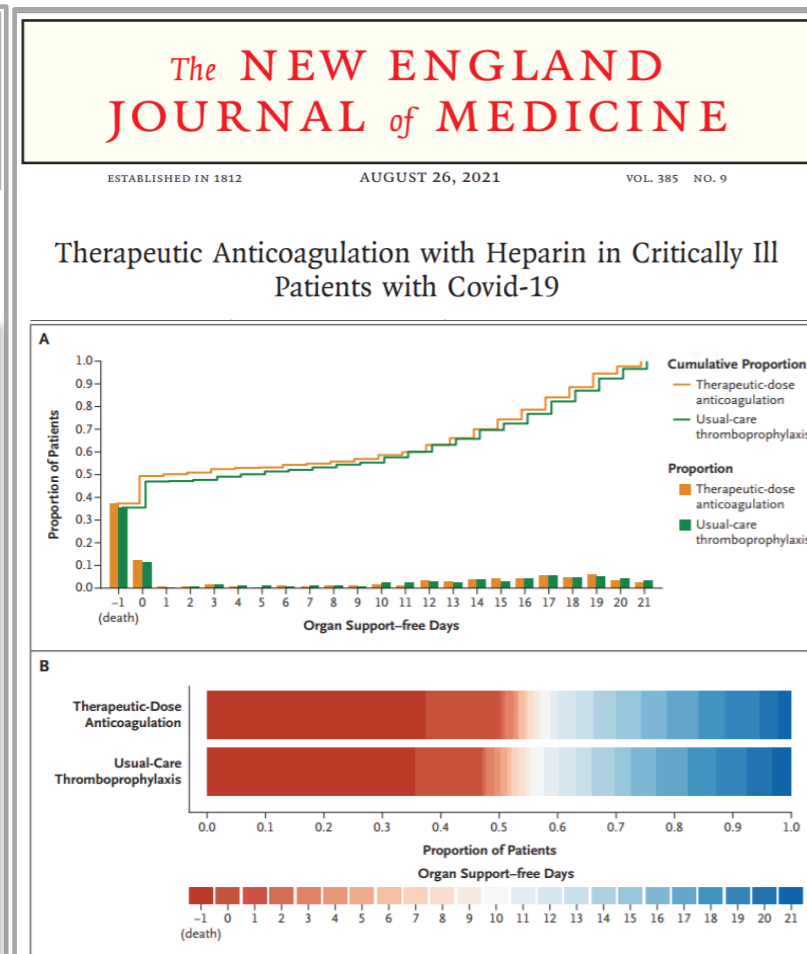 The NEW ENGLAND
JOURNAL of MEDICINE
ESTABLISHED IN 1812 AUGUST 26, 2021 VOL. 385 NO. 9
Therapeutic Anticoagulation with Heparin in Critically Ill
Patients with Covid-19
A
1.0
0.9
0.8
0.7
0.6
0.5
0.4
0.3
0.2
0.1
0.0
Proportion of Patients
−1 0 1 2 3 4 5 6 7 8 9 10 11 12 13 14 15 16 17 18 19 20 21
(death)
Organ Support–free Days
Cumulative Proportion
Therapeutic-dose
anticoagulation
Usual-care
thromboprophylaxis
Proportion
Therapeutic-dose
anticoagulation
Usual-care
thromboprophylaxis
B
Therapeutic-Dose
Anticoagulation
Usual-Care
Thromboprophylaxis
0.0 0.1 0.2 0.3 0.4 0.5 0.6 0.7 0.8 0.9 1.0
Proportion of Patients
Organ Support–free Days
−1 0 1 2 3 4 5 6 7 8 9 10 11 12 13 14 15 16 17 18 19 20 21
(death)